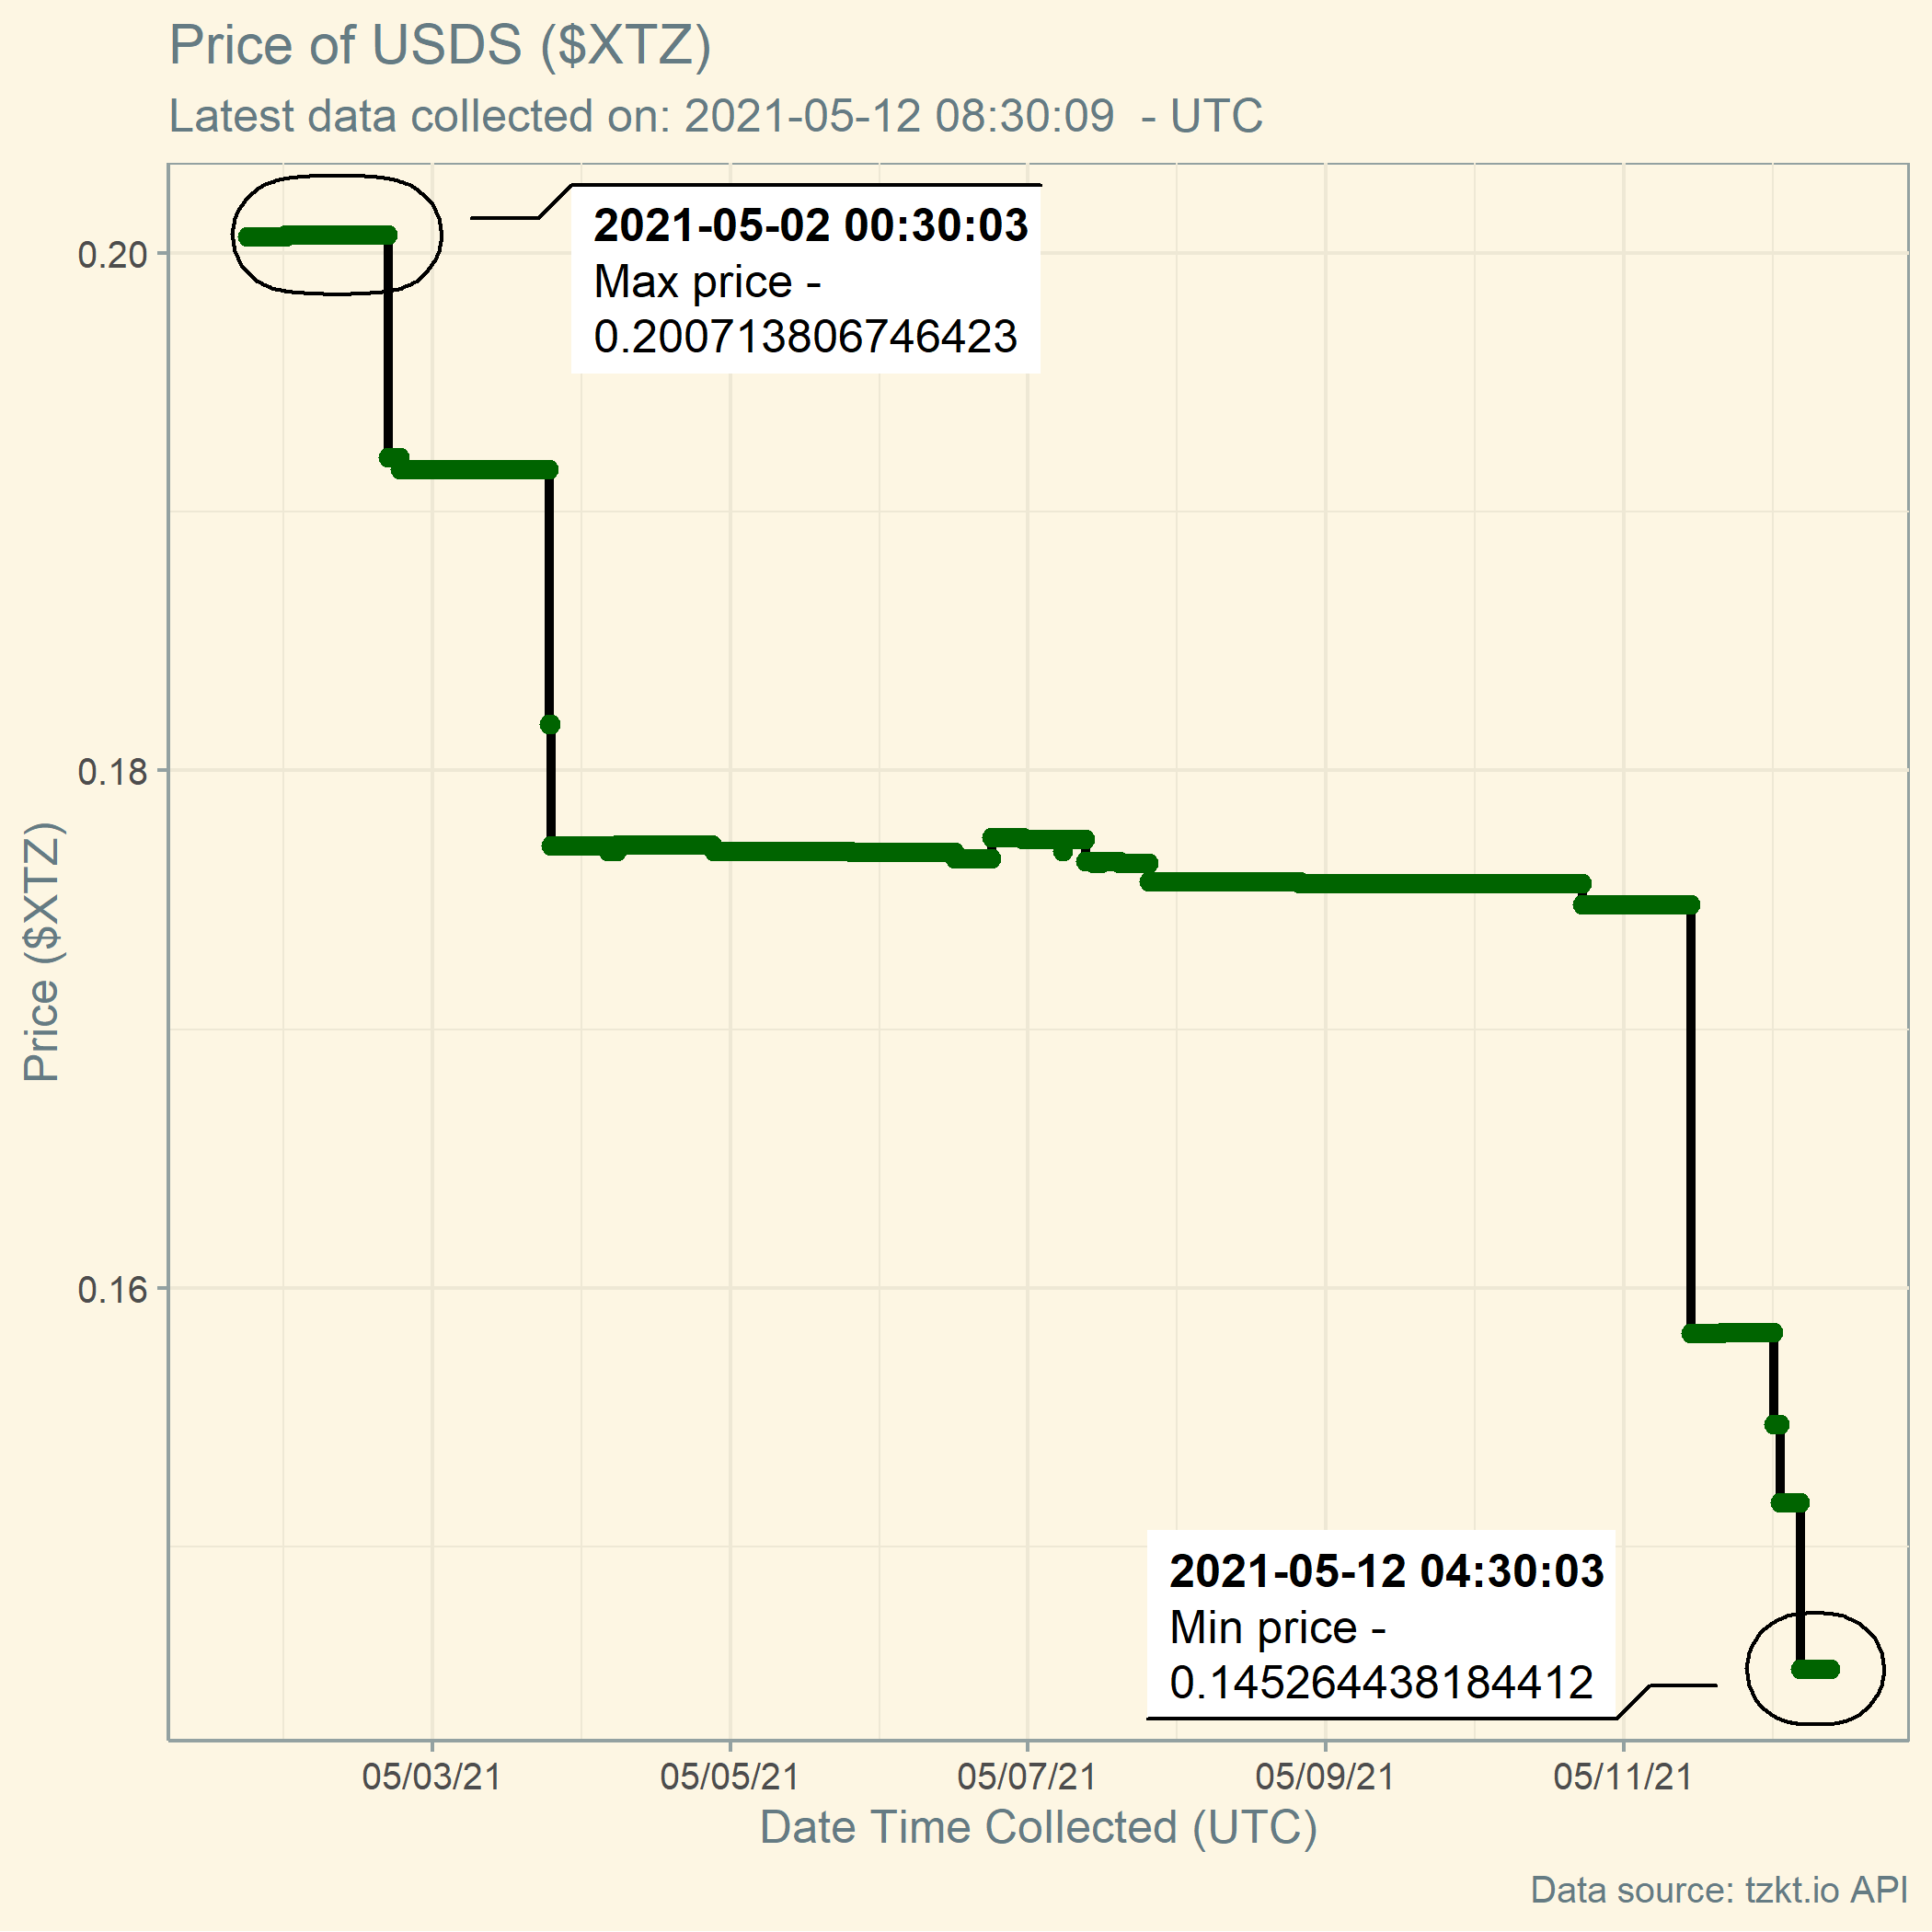 Price of USDS ($XTZ)
Latest data collected on: 2021-05-12 08:30:09  - UTC
2021-05-02 00:30:03
Max price -
0.200713806746423
0.20
0.18
0.16
Price ($XTZ)
2021-05-12 04:30:03
Min price -
0.145264438184412
05/03/21
05/05/21
05/07/21
05/09/21
05/11/21
Date Time Collected (UTC)
Data source: tzkt.io API